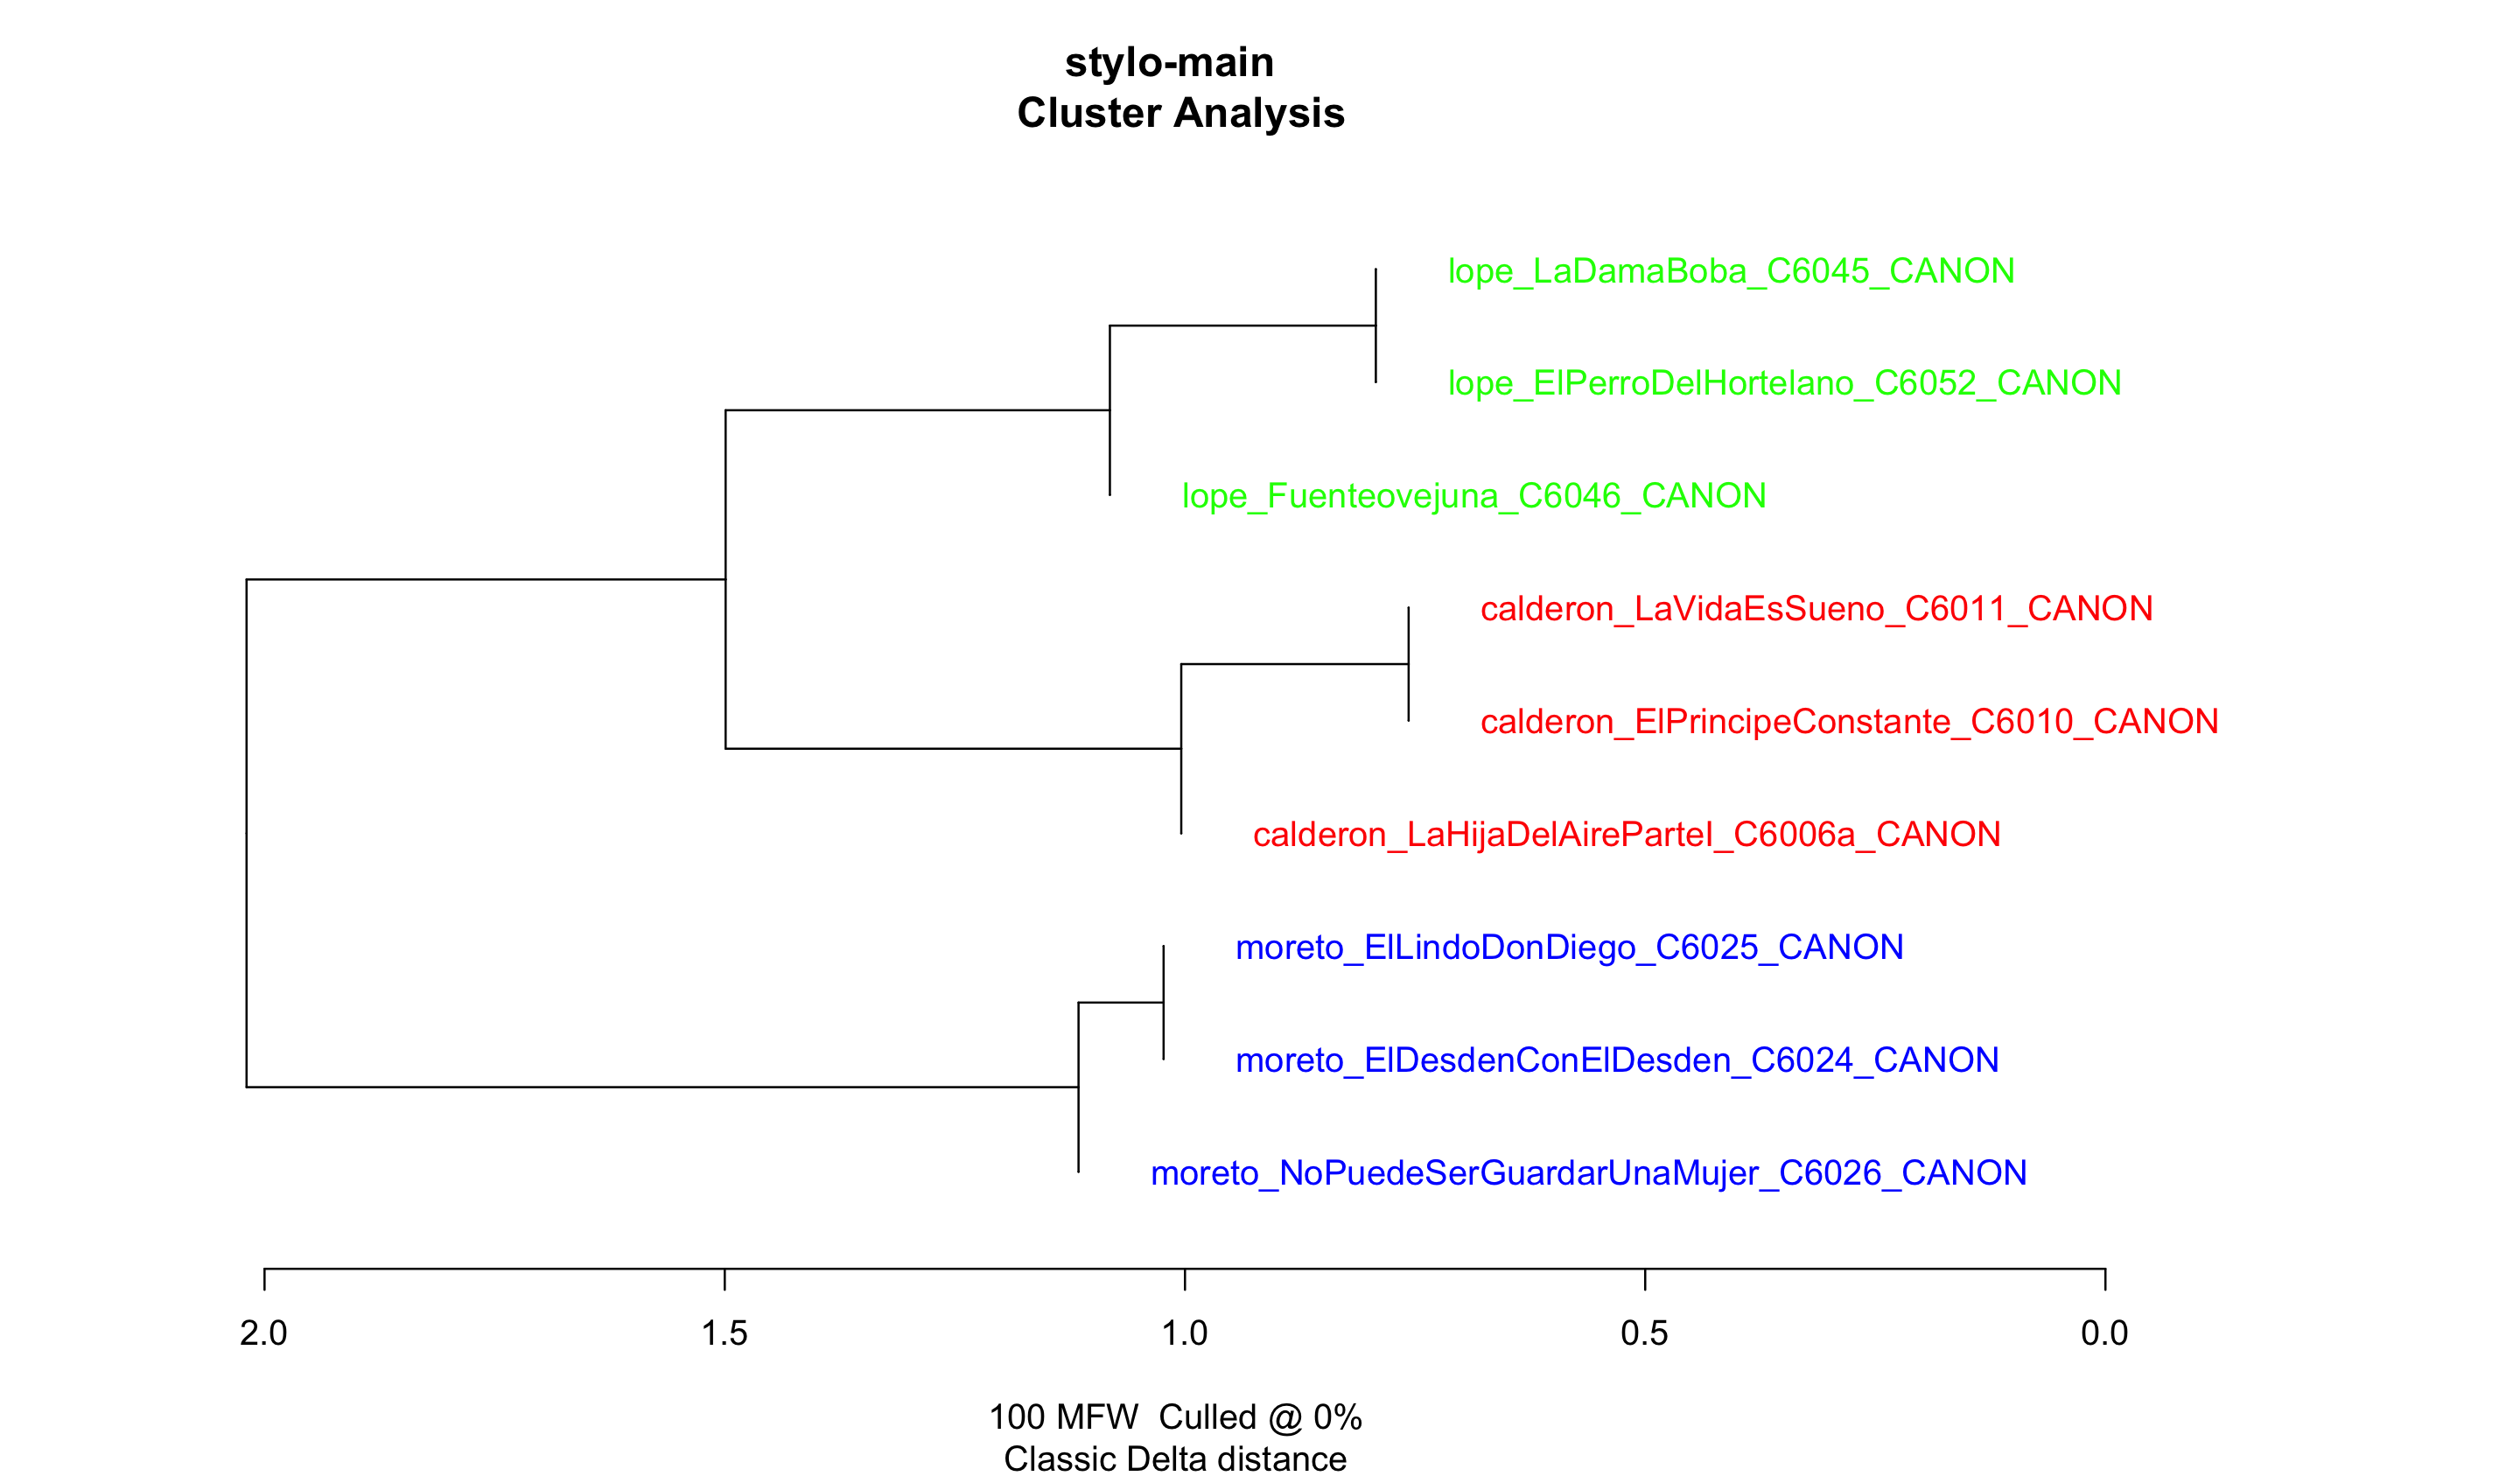 stylo-main
Cluster Analysis
lope_LaDamaBoba_C6045_CANON
lope_ElPerroDelHortelano_C6052_CANON
lope_Fuenteovejuna_C6046_CANON
calderon_LaVidaEsSueno_C6011_CANON
calderon_ElPrincipeConstante_C6010_CANON
calderon_LaHijaDelAireParteI_C6006a_CANON
moreto_ElLindoDonDiego_C6025_CANON
moreto_ElDesdenConElDesden_C6024_CANON
moreto_NoPuedeSerGuardarUnaMujer_C6026_CANON
2.0 1.5 1.0 0.5 0.0
100 MFW  Culled @ 0%
Classic Delta distance